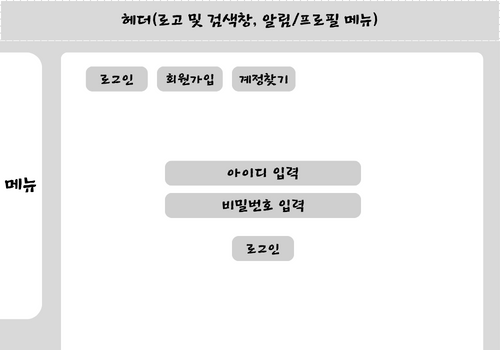 헤더(로고 및 검색창, 알림/프로필 메뉴)
로그인 회원가입 계정찾기
메뉴
아이디 입력
비밀번호 입력
로그인